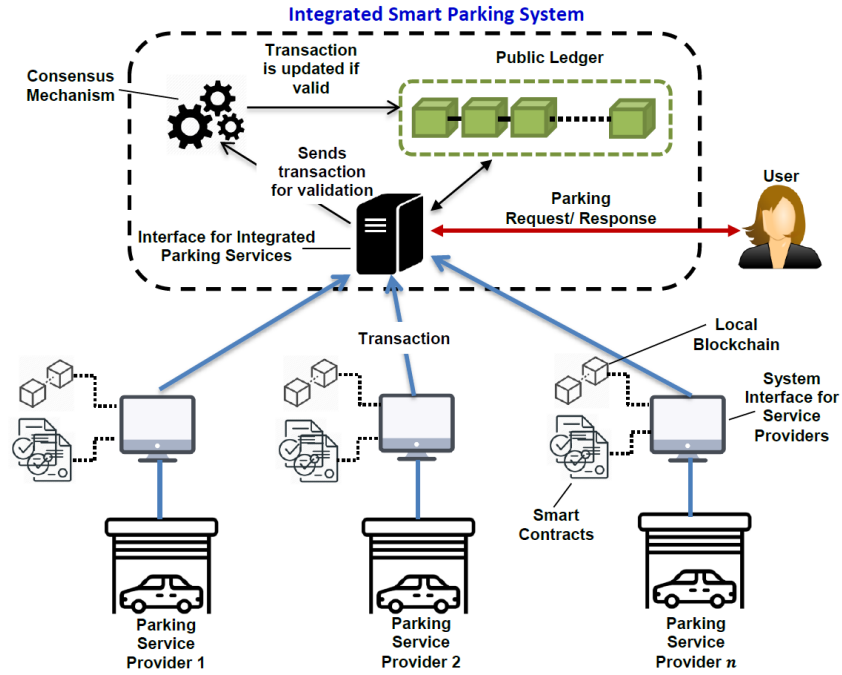 Integrated Smart Parking System
Transaction
is updated if
valid
Public Ledger
Consensus
Mechanism
Sends
transaction
for validation
User
Parking
Request/ Response
Interface for Integrated
Parking Services
Transaction
Local
Blockchain
System
Interface for
Service
Providers
Smart
Contracts
Parking
Service
Provider 1
Parking
Service
Provider 2
Parking
Service
Provider n